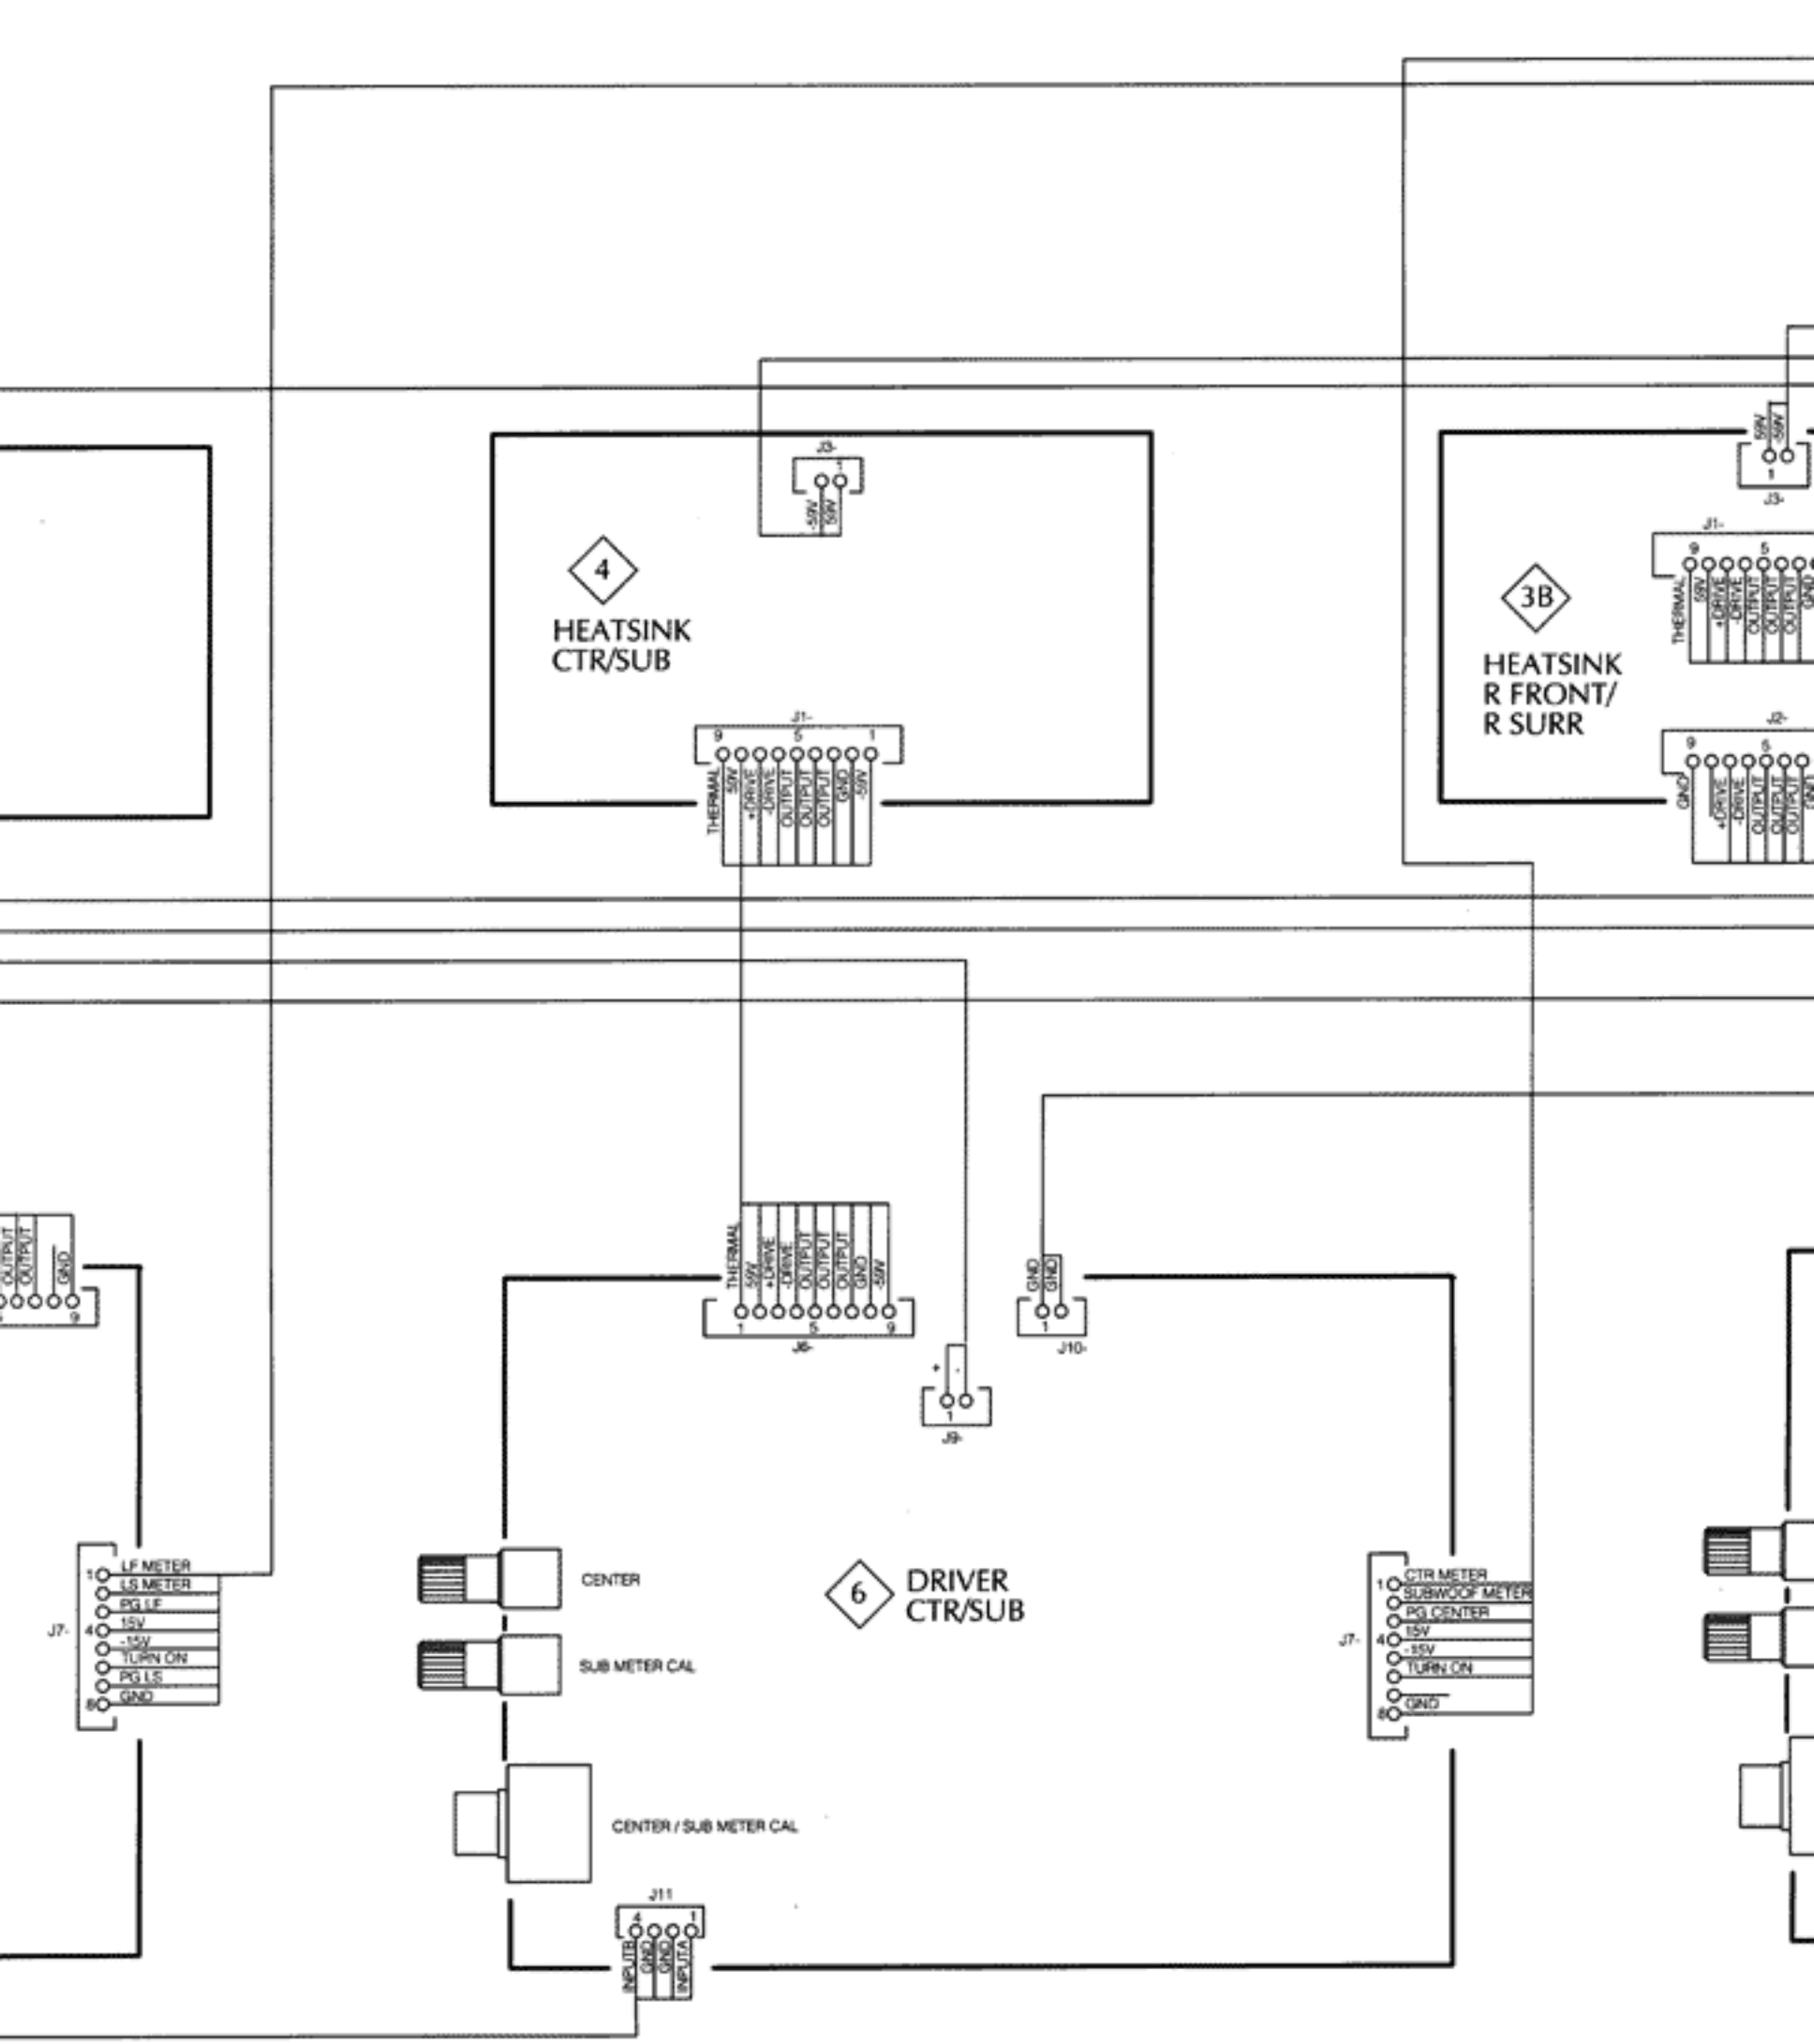 J3-
1
-59V
59V
4
HEATSINK
CTR/SUB
J1-
9
5
1
THERMAL
59V
+DRIVE
-DRIVE
OUTPUT
OUTPUT
OUTPUT
GND
-59V
59V
-59V
1
J3-
3B
HEATSINK
R FRONT/
R SURR
J1-
9
5
THERMAL
59V
+DRIVE
-DRIVE
OUTPUT
OUTPUT
OUTPUT
GND
J2-
9
5
GND
+DRIVE
-DRIVE
OUTPUT
OUTPUT
OUTPUT
GND
OUTPUT
OUTPUT
GND
9
THERMAL
59V
+DRIVE
-DRIVE
OUTPUT
OUTPUT
OUTPUT
GND
-59V
1
5
9
J6-
GND
GND
1
J10-
+
-
1
J9-
1
LF METER
LS METER
PG LF
4
15V
-15V
TURN ON
PG LS
8
GND
J7-
CENTER
SUB METER CAL
CENTER / SUB METER CAL
6
DRIVER
CTR/SUB
1
CTR METER
SUBWOOF METER
PG CENTER
4
15V
-15V
TURN ON
GND
8
J7-
J11
4
1
INPUTB
GND
GND
INPUTA